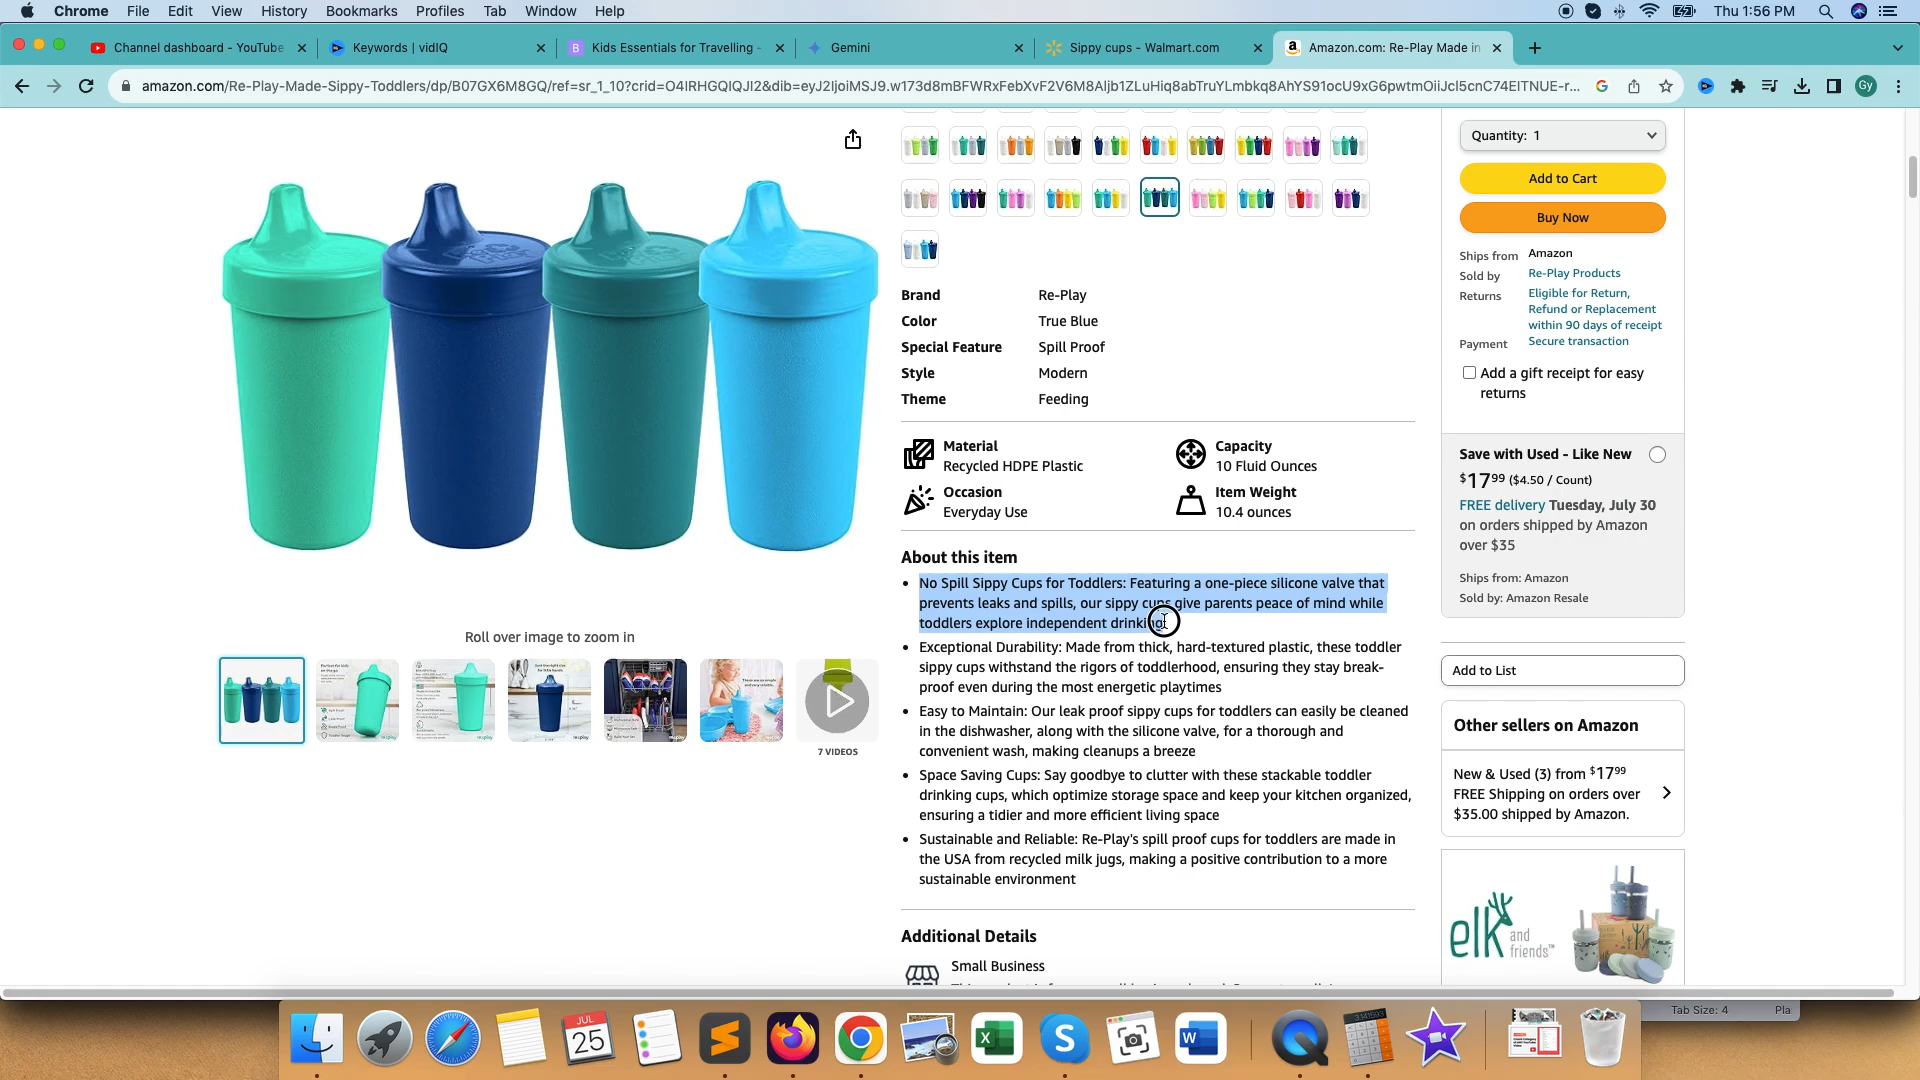 Chrome File Edit View History Bookmarks Profiles Tab Window Help Thu 1:56 PM
Channel dashboard - YouTube
Keywords | vidIQ
Kids Essentials for Travelling -
Gemini
Sippy cups - Walmart.com
Amazon.com: Re-Play Made in
Gy
Brand Re-Play
Color True Blue
Special Feature Spill Proof
Style Modern
Theme Feeding
Material
Recycled HDPE Plastic
Capacity
10 Fluid Ounces
Occasion
Everyday Use
Item Weight
10.4 ounces
About this item
No Spill Sippy Cups for Toddlers: Featuring a one-piece silicone valve that
prevents leaks and spills, our sippy cups give parents peace of mind while
toddlers explore independent drinking
Exceptional Durability: Made from thick, hard-textured plastic, these toddler
sippy cups withstand the rigors of toddlerhood, ensuring they stay break-
proof even during the most energetic playtimes
Easy to Maintain: Our leak proof sippy cups for toddlers can easily be cleaned
in the dishwasher, along with the silicone valve, for a thorough and
convenient wash, making cleanups a breeze
Space Saving Cups: Say goodbye to clutter with these stackable toddler
drinking cups, which optimize storage space and keep your kitchen organized,
ensuring a tidier and more efficient living space
Sustainable and Reliable: Re-Play's spill proof cups for toddlers are made in
the USA from recycled milk jugs, making a positive contribution to a more
sustainable environment
Additional Details
Small Business
Roll over image to zoom in
7 VIDEOS
Quantity: 1
Add to Cart
Buy Now
Ships from Amazon
Sold by Re-Play Products
Returns Eligible for Return,
Refund or Replacement
within 90 days of receipt
Payment Secure transaction
Add a gift receipt for easy
returns
Save with Used - Like New
$17.99 ($4.50 / Count)
FREE delivery Tuesday, July 30
on orders shipped by Amazon
over $35
Ships from: Amazon
Sold by: Amazon Resale
Add to List
Other sellers on Amazon
New & Used (3) from $17.99
FREE Shipping on orders over
$35.00 shipped by Amazon.
elk and
friends
Tab Size: 4 Pla
JUL
25